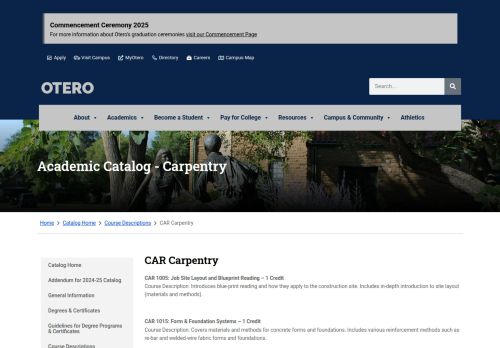 Commencement Ceremony 2025
For more information about Otero's graduation ceremonies visit our Commencement Page
Apply Visit Campus MyOtero Directory Careers Campus Map
OTERO
Search...
About Academics Become a Student Pay for College Resources Campus & Community Athletics
Academic Catalog - Carpentry
Home Catalog Home Course Descriptions CAR Carpentry
Catalog Home
Addendum for 2024-25 Catalog
General Information
Degrees & Certificates
Guidelines for Degree Programs
& Certificates
Course Descriptions
CAR Carpentry
CAR 1005: Job Site Layout and Blueprint Reading – 1 Credit
Course Description: Introduces blue-print reading and how they apply to the construction site. Includes in-depth introduction to site layout
(materials and methods).
CAR 1015: Form & Foundation Systems – 1 Credit
Course Description: Covers materials and methods for concrete forms and foundations. Includes various reinforcement methods such as
re-bar and welded-wire fabric forms and foundations.